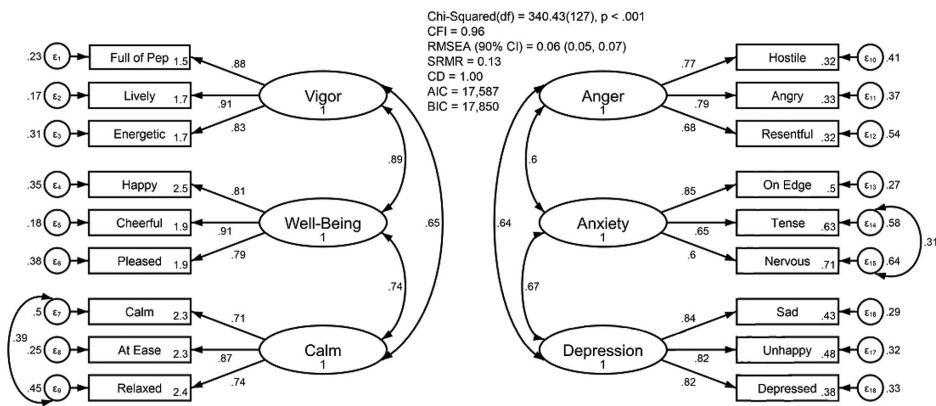 Chi-Squared(df) = 340.43(127), p < .001
CFI = 0.96
RMSEA (90% CI) = 0.06 (0.05, 0.07)
SRMR = 0.13
CD = 1.00
AIC = 17,587
BIC = 17,850
.23 ε1 Full of Pep 1.5 .88
.17 ε2 Lively 1.7 .91
.31 ε3 Energetic 1.7 .83
Vigor
1
.89
.65
.35 ε4 Happy 2.5 .81
.18 ε5 Cheerful 1.9 .91
.38 ε6 Pleased 1.9 .79
Well-Being
1
.74
.39
.5 ε7 Calm 2.3 .71
.25 ε8 At Ease 2.3 .87
.45 ε9 Relaxed 2.4 .74
Calm
1
Anger
1
.77 Hostile .32 ε10 .41
.79 Angry .33 ε11 .37
.68 Resentful .32 ε12 .54
.6
.64
Anxiety
1
.85 On Edge .5 ε13 .27
.65 Tense .63 ε14 .58
.6 Nervous .71 ε15 .64
.31
.67
Depression
1
.84 Sad .43 ε16 .29
.82 Unhappy .48 ε17 .32
.82 Depressed .38 ε18 .33